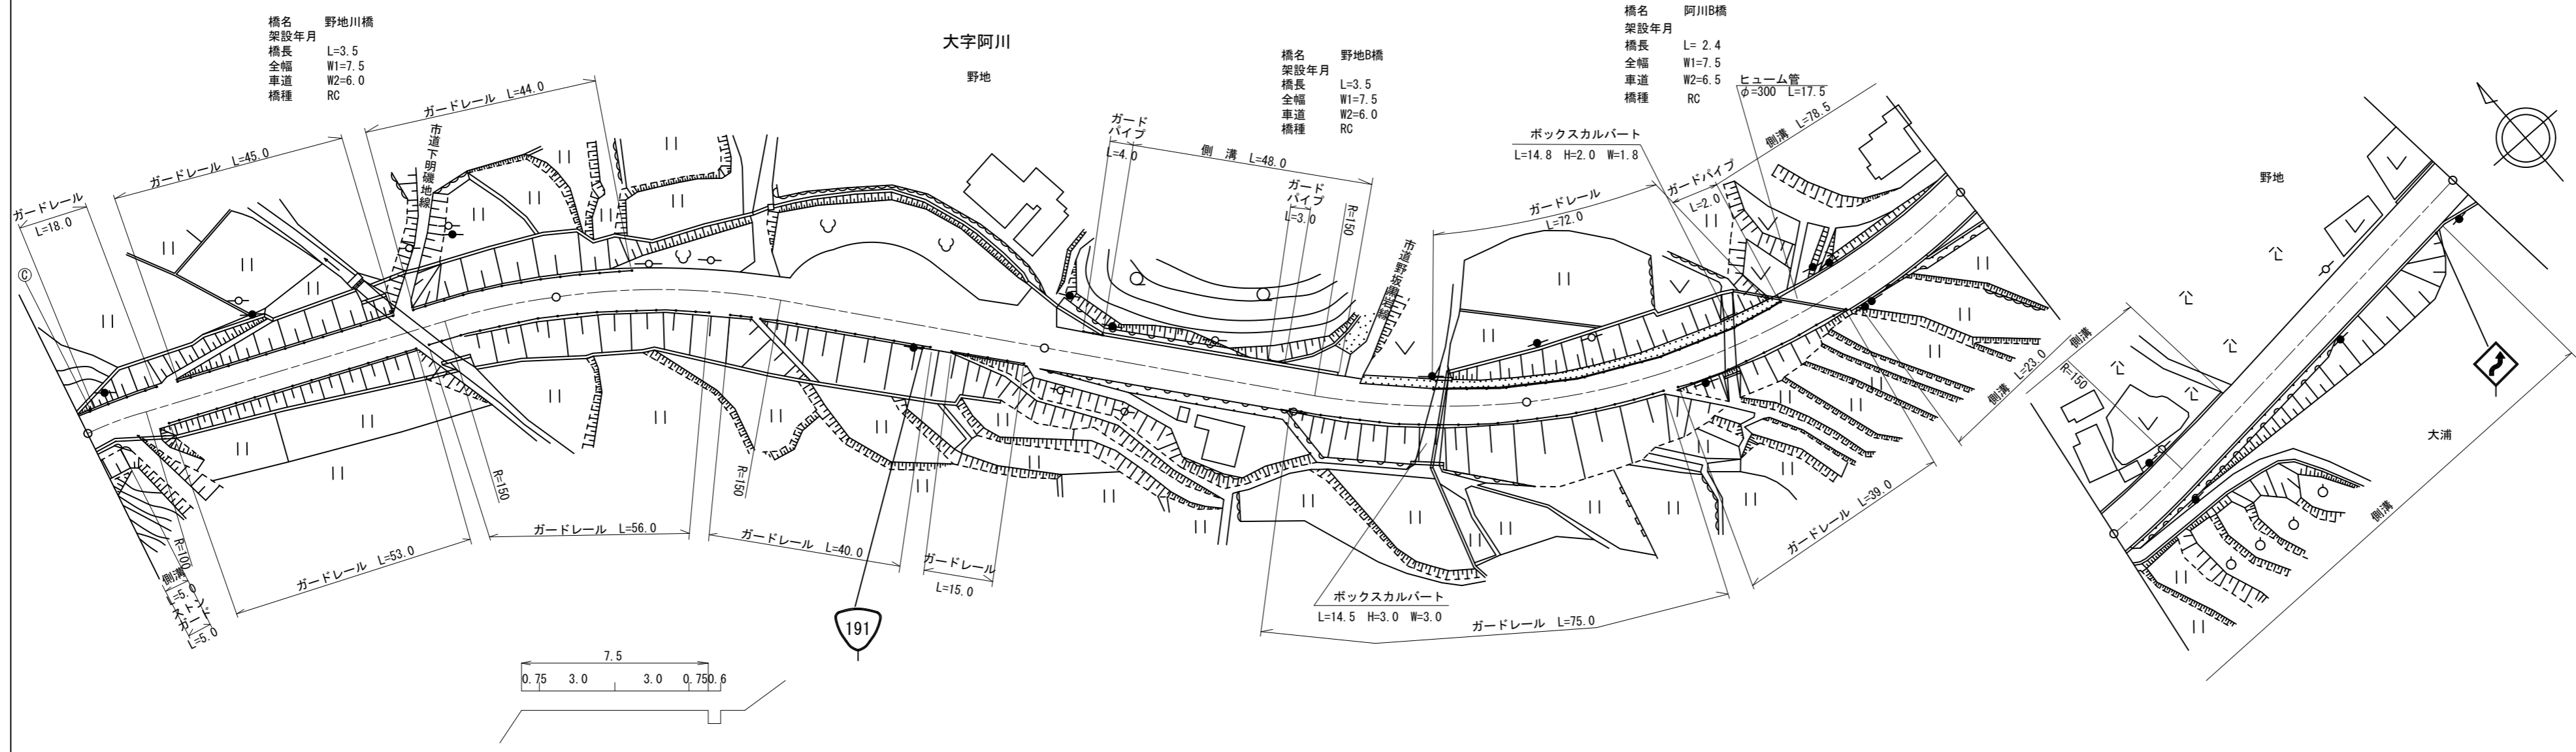 橋名 野地川橋
架設年月
橋長 L=3.5
全幅 W1=7.5
車道 W2=6.0
橋種 RC
大字阿川
野地
橋名 野地B橋
架設年月
橋長 L=3.5
全幅 W1=7.5
車道 W2=6.0
橋種 RC
橋名 阿川B橋
架設年月
橋長 L= 2.4
全幅 W1=7.5
車道 W2=6.5
橋種 RC
ヒューム管
φ=300 L=17.5
ガードレール
L=18.0
ガードレール L=45.0
ガードレール L=44.0
市道下明磯地線
ガード
パイプ
L=4.0
側 溝 L=48.0
ガード
パイプ
L=3.0
R=150
市道野坂黒岩線
ボックスカルバート
L=14.8 H=2.0 W=1.8
ガードレール
L=72.0
ガードパイプ
L=2.0
側溝 L=78.5
野地
C
R=100
側溝
L=5.0
L=5.0
ガードレール L=53.0
R=150
ガードレール L=56.0
R=150
ガードレール L=40.0
ガードレール
L=15.0
191
ボックスカルバート
L=14.5 H=3.0 W=3.0
ガードレール L=75.0
ガードレール L=39.0
側溝 L=23.0
側溝
R=150
大浦
側溝
7.5
0.75 3.0 3.0 0.75 0.6